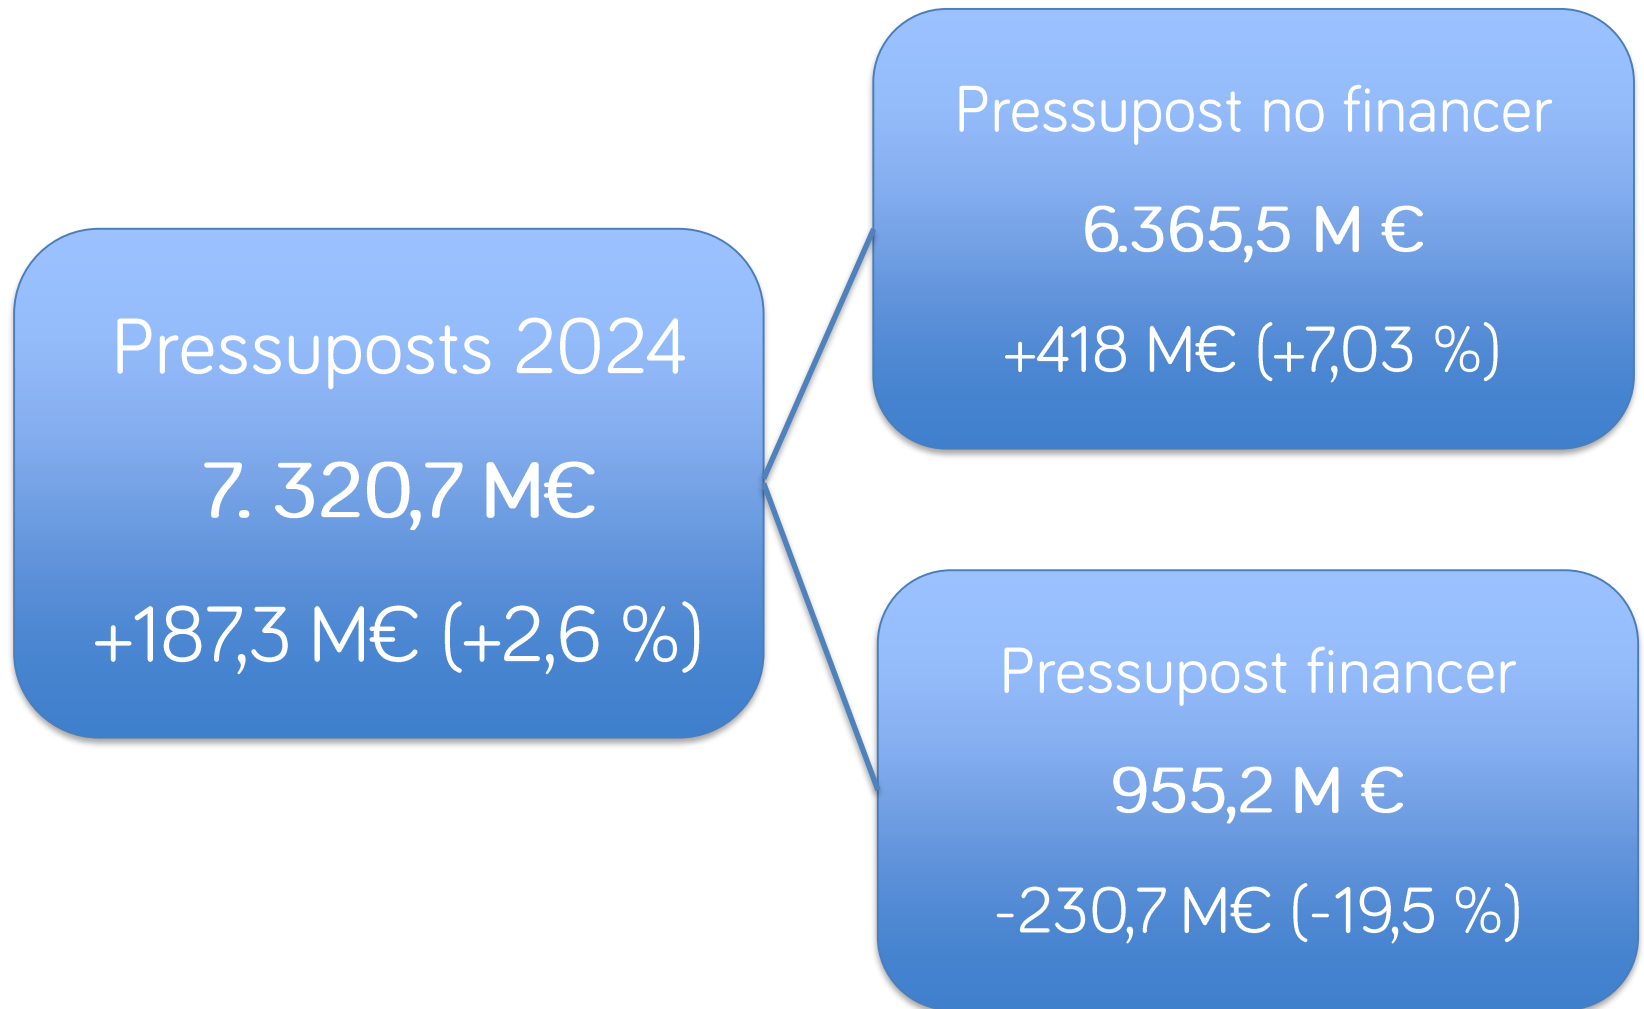 Pressuposts 2024
7. 320,7 M€
+187,3 M€ (+2,6 %)
Pressupost no financer
6.365,5 M €
+418 M€ (+7,03 %)
Pressupost financer
955,2 M €
-230,7 M€ (-19,5 %)